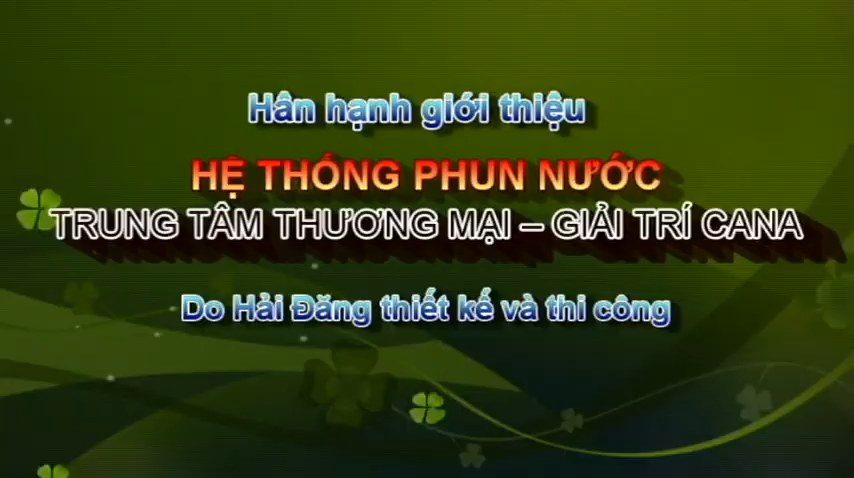 Hân hạnh giới thiệu
HỆ THỐNG PHUN NƯỚC
TRUNG TÂM THƯƠNG MẠI – GIẢI TRÍ CANA
Do Hải Đăng thiết kế và thi công